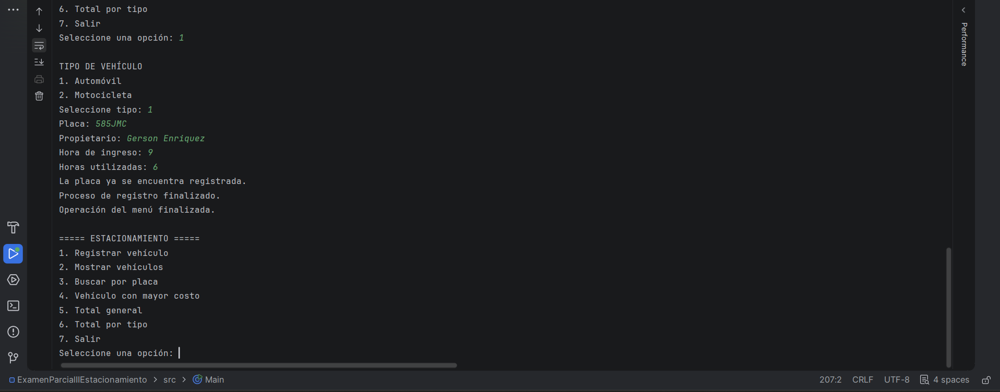 6. Total por tipo
7. Salir
Seleccione una opción: 1
TIPO DE VEHÍCULO
1. Automóvil
2. Motocicleta
Seleccione tipo: 1
Placa: 585JMC
Propietario: Gerson Enriquez
Hora de ingreso: 9
Horas utilizadas: 6
La placa ya se encuentra registrada.
Proceso de registro finalizado.
Operación del menú finalizada.
===== ESTACIONAMIENTO =====
1. Registrar vehículo
2. Mostrar vehículos
3. Buscar por placa
4. Vehículo con mayor costo
5. Total general
6. Total por tipo
7. Salir
Seleccione una opción:
Performance
ExamenParcialIIEstacionamiento > src > Main
207:2 CRLF UTF-8 4 spaces